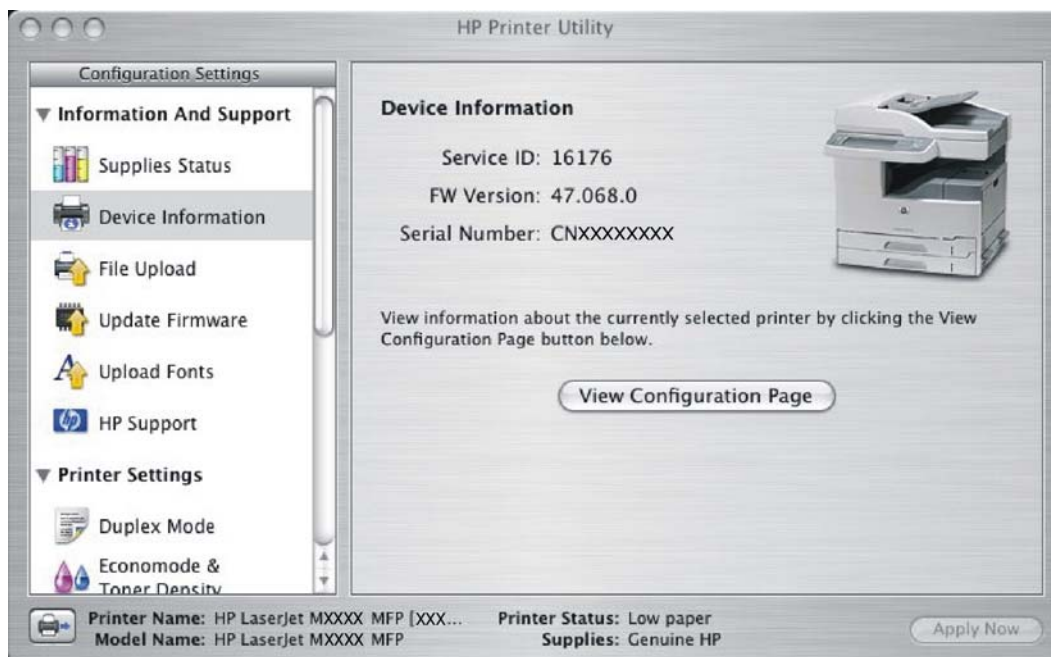 HP Printer Utility
Configuration Settings
Information And Support
Supplies Status
Device Information
File Upload
Update Firmware
Upload Fonts
HP Support
Printer Settings
Duplex Mode
Economode &
Toner Density
Device Information
Service ID: 16176
FW Version: 47.068.0
Serial Number: CNXXXXXXXX
View information about the currently selected printer by clicking the View
Configuration Page button below.
View Configuration Page
Printer Name: HP LaserJet MXXXX MFP [XXX...
Model Name: HP LaserJet MXXXX MFP
Printer Status: Low paper
Supplies: Genuine HP
Apply Now